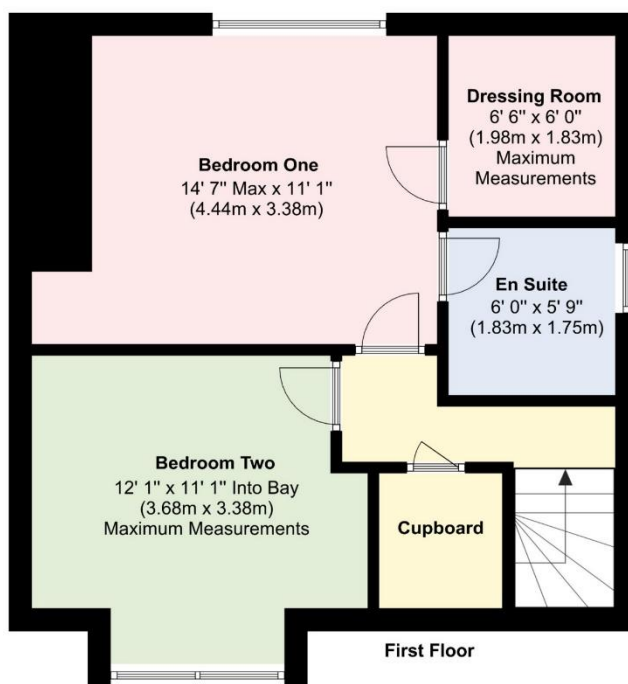 Dressing Room
6' 6" x 6' 0"
(1.98m x 1.83m)
Maximum
Measurements
Bedroom One
14' 7" Max x 11' 1"
(4.44m x 3.38m)
En Suite
6' 0" x 5' 9"
(1.83m x 1.75m)
Bedroom Two
12' 1" x 11' 1" Into Bay
(3.68m x 3.38m)
Maximum Measurements
Cupboard
First Floor